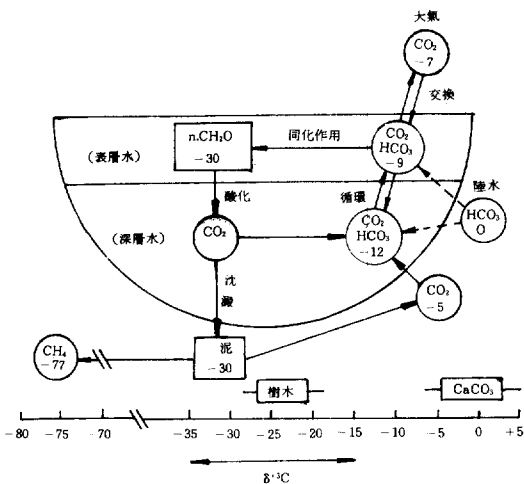 大氣
CO₂
-7
交換
n.CH₂O
-30
同化作用
CO₂
HCO₃
-9
(表層水)
酸化
循環
陸水
(深層水)
CO₂
CO₂
HCO₃
-12
HCO₃
O
沈
澱
CO₂
-5
CH₄
-77
泥
-30
樹木
CaCO₃
-80 -75 -70 -35 -30 -25 -20 -15 -10 -5 0 +5
δ·³C